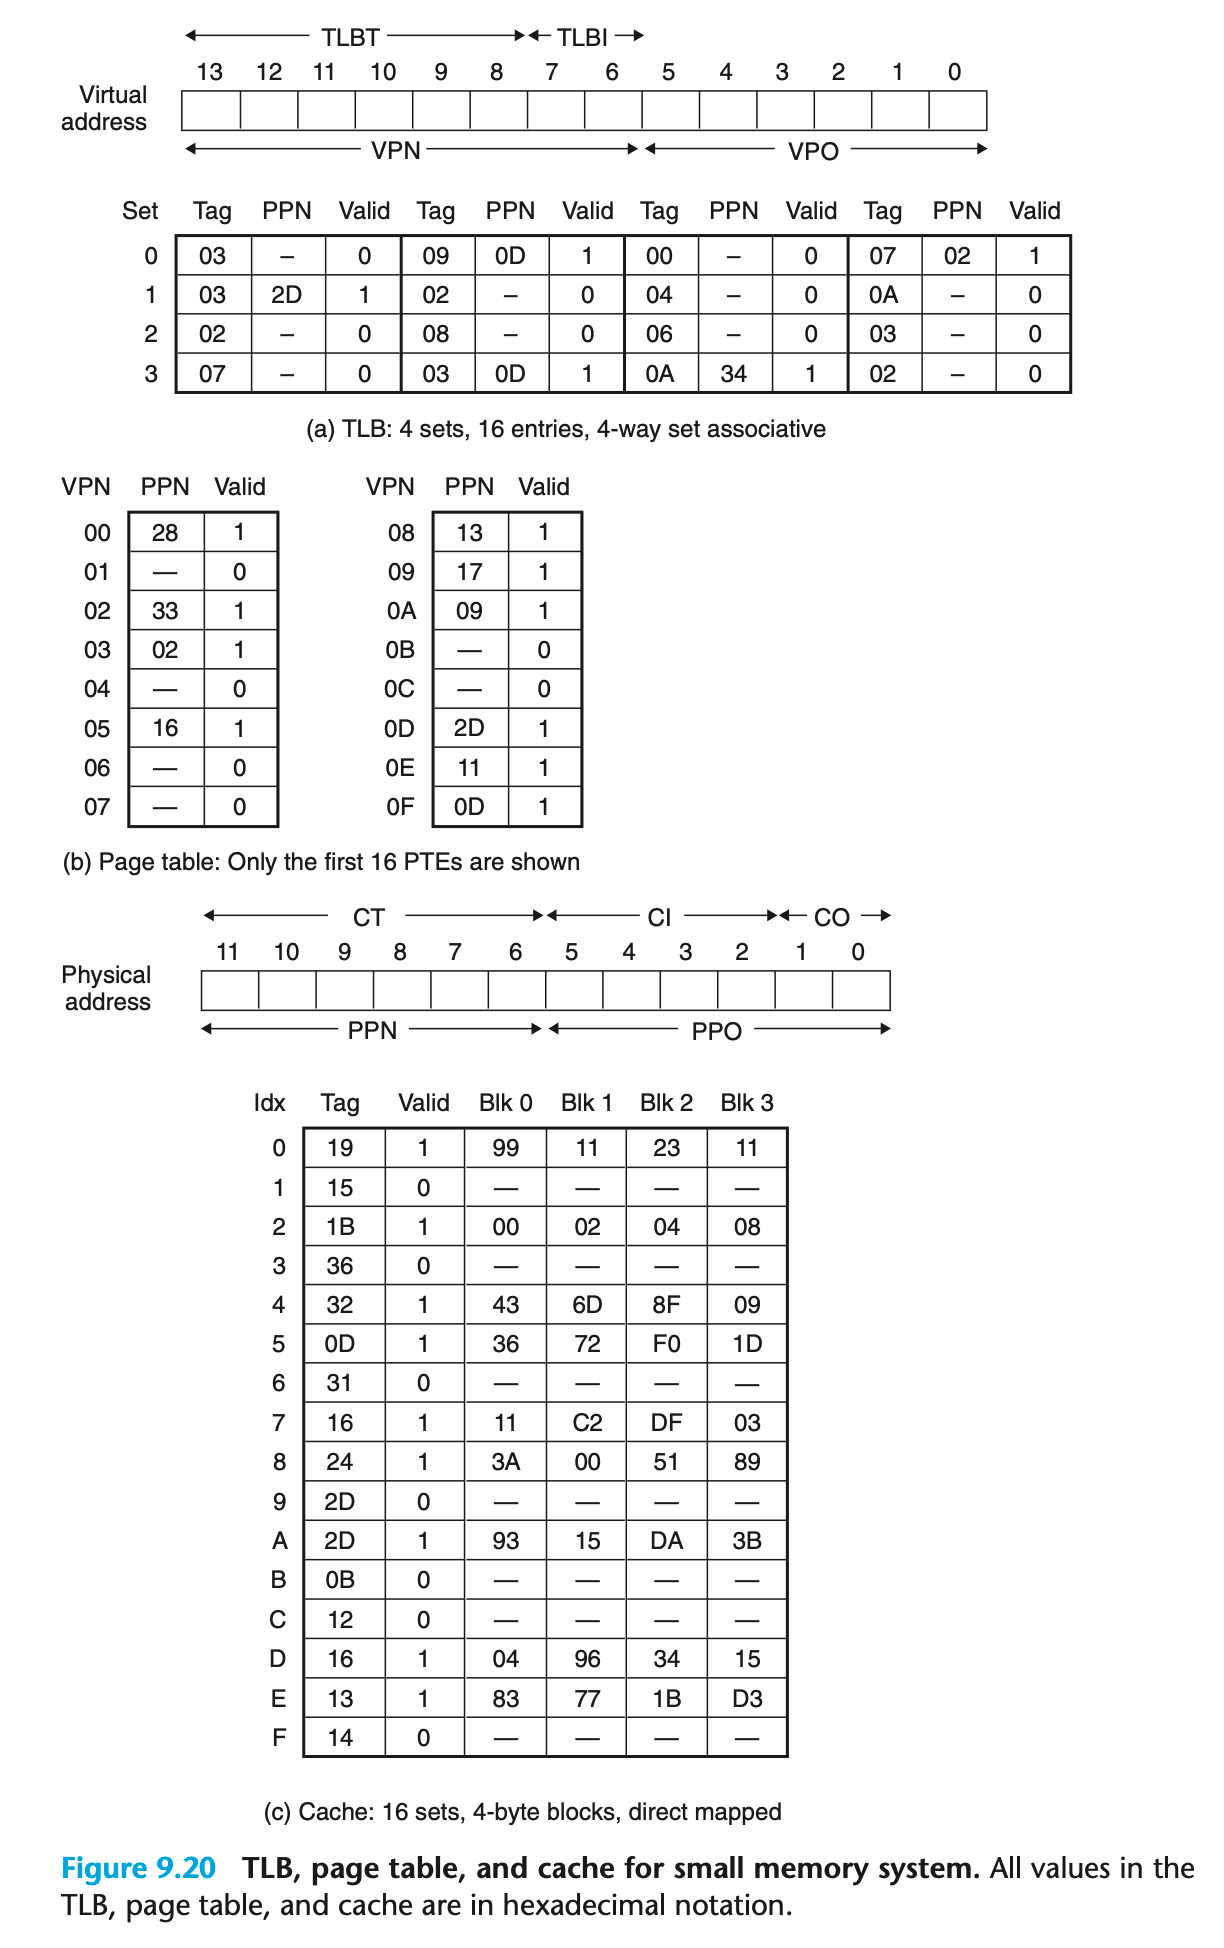 TLBT TLBI
13 12 11 10 9 8 7 6 5 4 3 2 1 0
Virtual
address
VPN VPO
Set Tag PPN Valid Tag PPN Valid Tag PPN Valid Tag PPN Valid
0 03 – 0 09 0D 1 00 – 0 07 02 1
1 03 2D 1 02 – 0 04 – 0 0A – 0
2 02 – 0 08 – 0 06 – 0 03 – 0
3 07 – 0 03 0D 1 0A 34 1 02 – 0
(a) TLB: 4 sets, 16 entries, 4-way set associative
VPN PPN Valid VPN PPN Valid
00 28 1 08 13 1
01 — 0 09 17 1
02 33 1 0A 09 1
03 02 1 0B — 0
04 — 0 0C — 0
05 16 1 0D 2D 1
06 — 0 0E 11 1
07 — 0 0F 0D 1
(b) Page table: Only the first 16 PTEs are shown
CT CI CO
11 10 9 8 7 6 5 4 3 2 1 0
Physical
address
PPN PPO
Idx Tag Valid Blk 0 Blk 1 Blk 2 Blk 3
0 19 1 99 11 23 11
1 15 0 — — — —
2 1B 1 00 02 04 08
3 36 0 — — — —
4 32 1 43 6D 8F 09
5 0D 1 36 72 F0 1D
6 31 0 — — — —
7 16 1 11 C2 DF 03
8 24 1 3A 00 51 89
9 2D 0 — — — —
A 2D 1 93 15 DA 3B
B 0B 0 — — — —
C 12 0 — — — —
D 16 1 04 96 34 15
E 13 1 83 77 1B D3
F 14 0 — — — —
(c) Cache: 16 sets, 4-byte blocks, direct mapped
Figure 9.20 TLB, page table, and cache for small memory system. All values in the
TLB, page table, and cache are in hexadecimal notation.